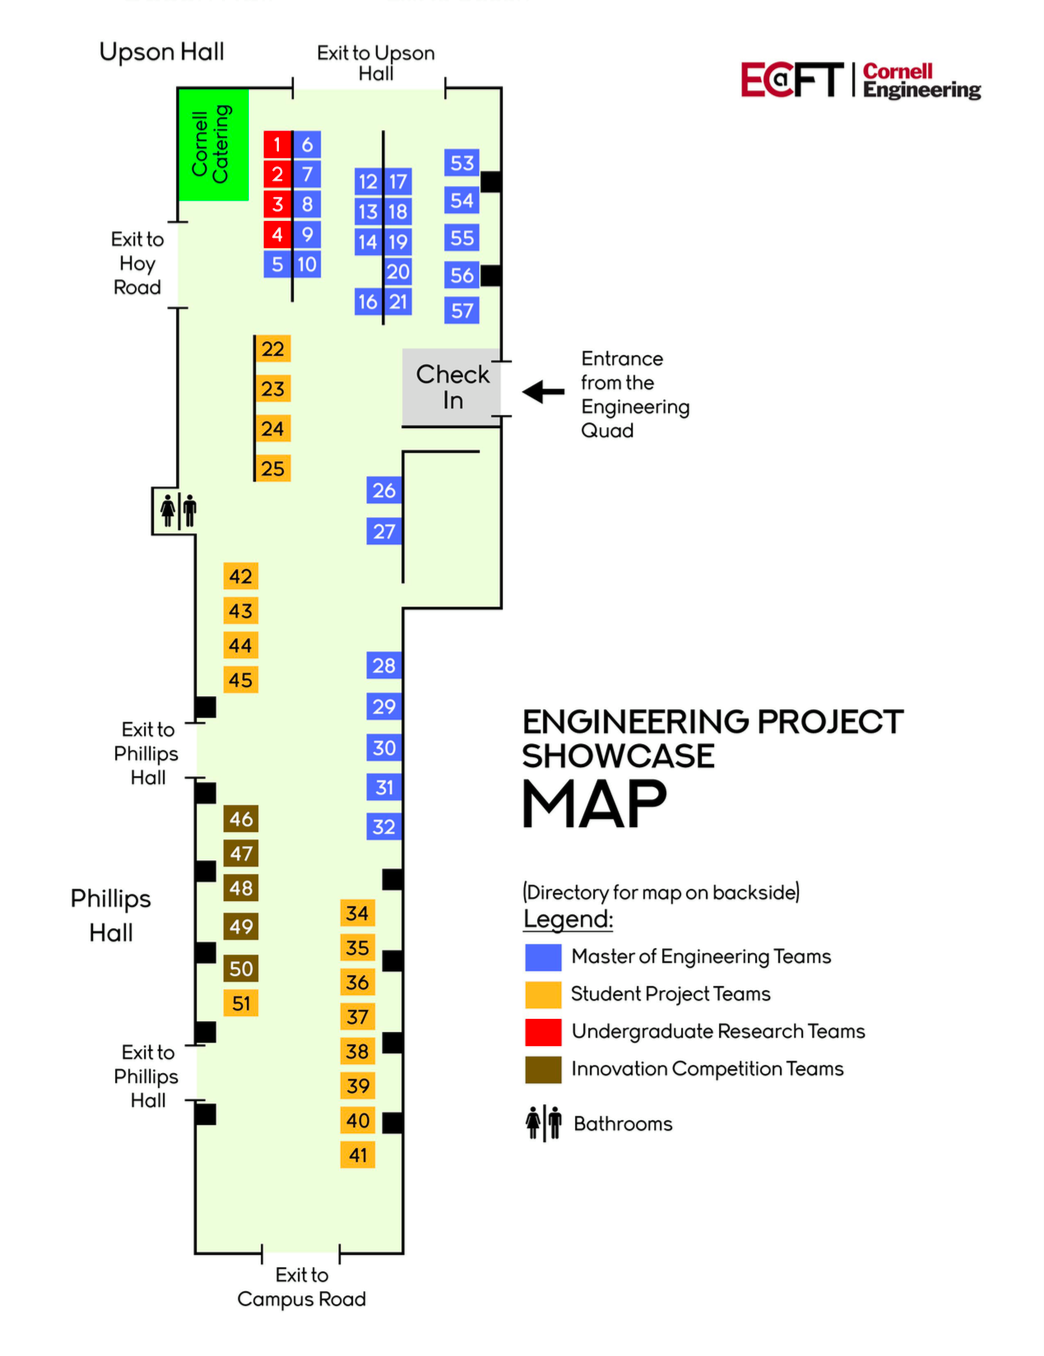 Upson Hall
Exit to Upson
Hall
ECaFT | Cornell
Engineering
Cornell
Catering
1 6
2 7
3 8
4 9
5 10
12 17
13 18
14 19
20
16 21
53
54
55
56
57
Exit to
Hoy
Road
22
23
24
25
Check
In
Entrance
from the
Engineering
Quad
26
27
42
43
44
45
28
29
30
31
32
Exit to
Phillips
Hall
ENGINEERING PROJECT
SHOWCASE
MAP
46
47
48
49
50
51
Phillips
Hall
34
35
36
37
38
39
40
41
Exit to
Phillips
Hall
(Directory for map on backside)
Legend:
Master of Engineering Teams
Student Project Teams
Undergraduate Research Teams
Innovation Competition Teams
Bathrooms
Exit to
Campus Road